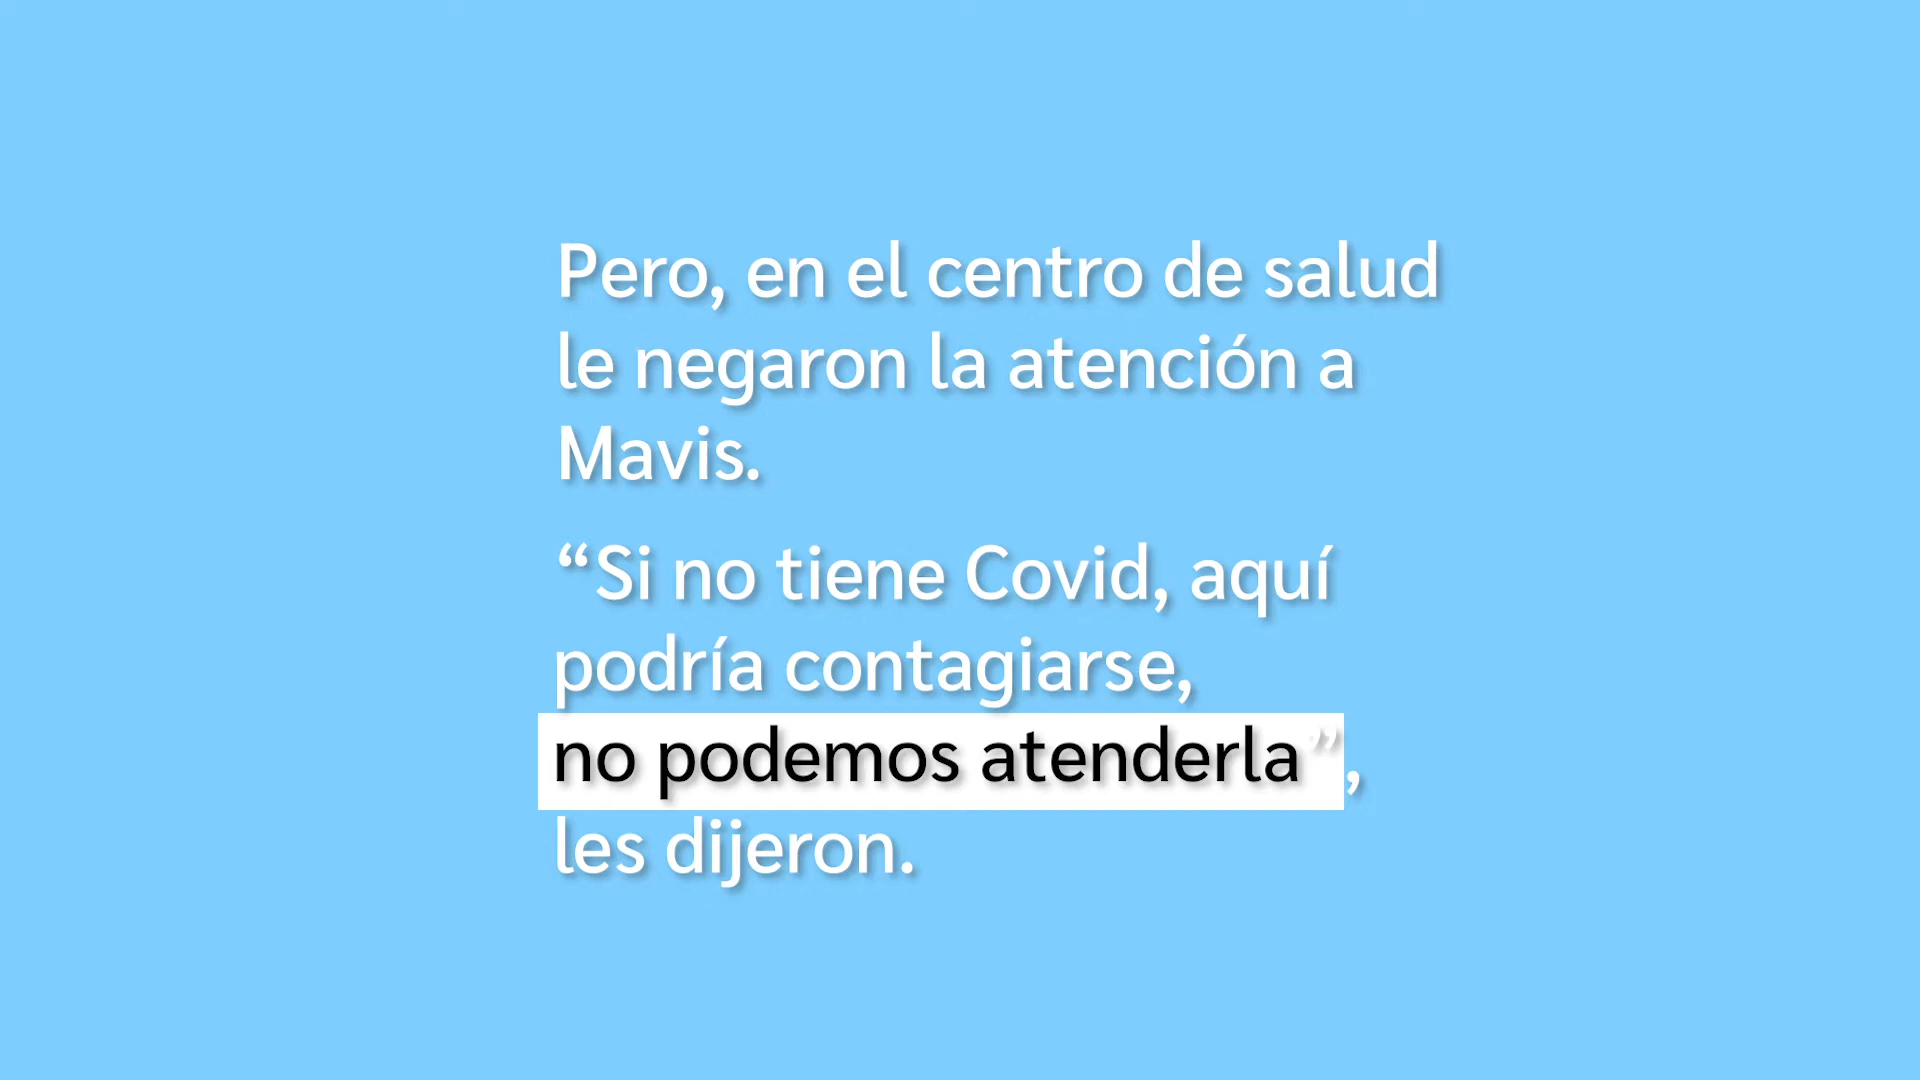 Pero, en el centro de salud
le negaron la atención a
Mavis.
“Si no tiene Covid, aquí
podría contagiarse,
no podemos atenderla”,
les dijeron.